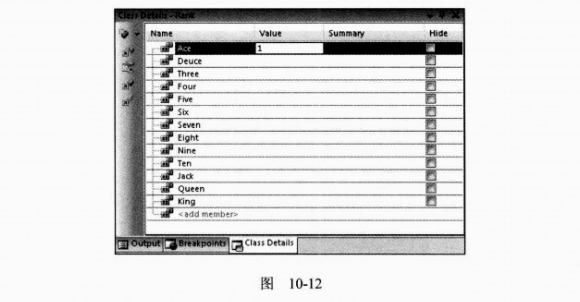 Class Details - Rank
Name Value Summary Hide
Ace 1
Deuce
Three
Four
Five
Six
Seven
Eight
Nine
Ten
Jack
Queen
King
<add member>
Output Breakpoints Class Details
图 10-12